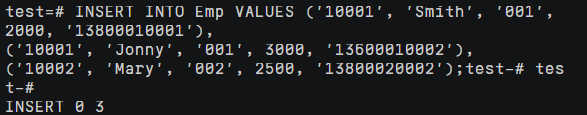 test=# INSERT INTO Emp VALUES ('10001', 'Smith', '001',
2000, '13800010001'),
('10001', 'Jonny', '001', 3000, '13600010002'),
('10002', 'Mary', '002', 2500, '13800020002');test-# tes
t-#
INSERT 0 3